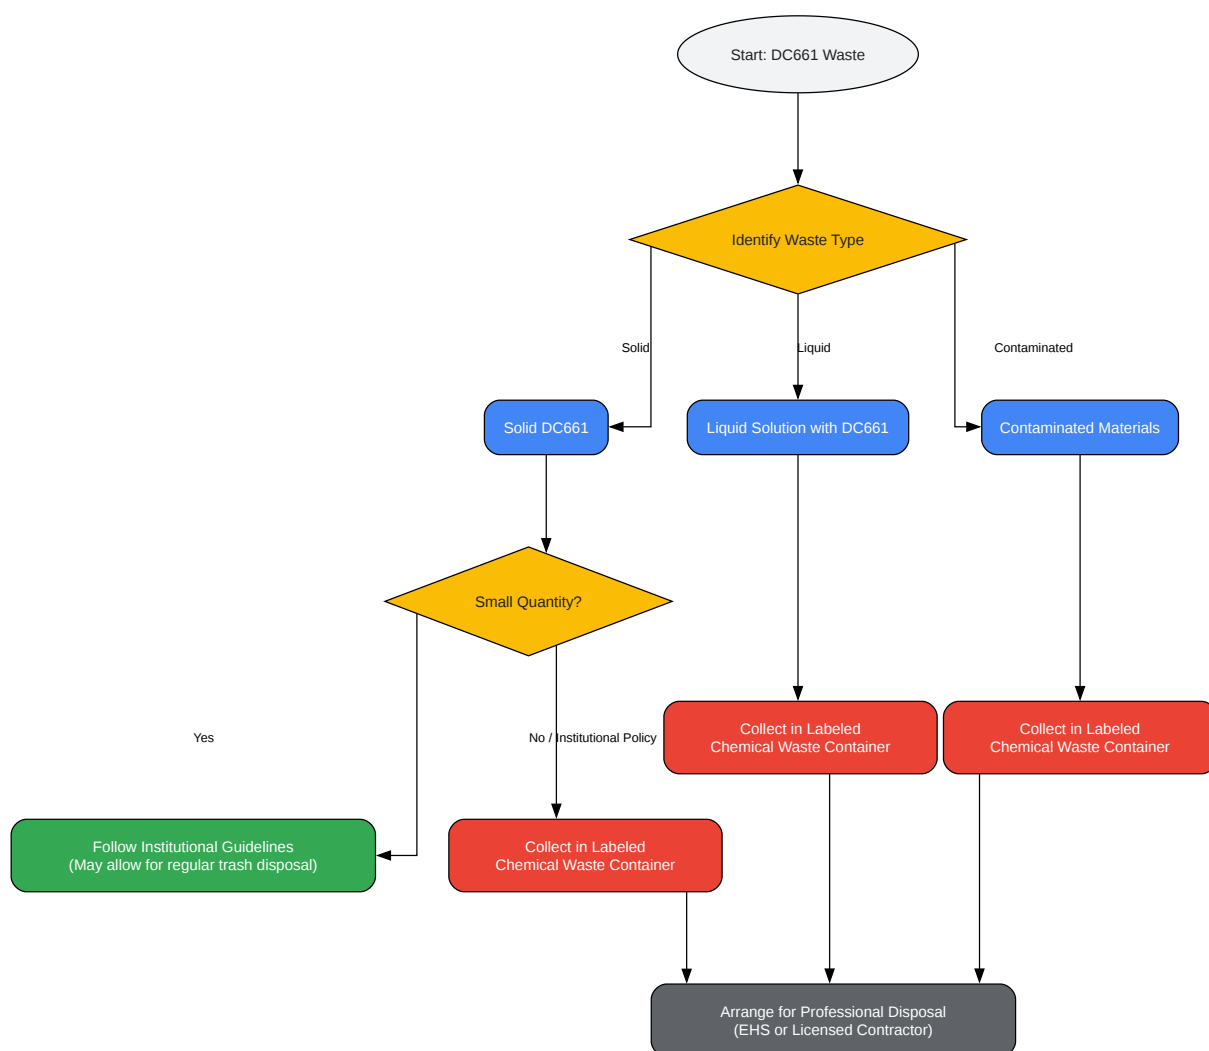 Start: DC661 Waste
Identify Waste Type
Solid
Liquid
Contaminated
Solid DC661
Liquid Solution with DC661
Contaminated Materials
Small Quantity?
Yes
No / Institutional Policy
Collect in Labeled
Chemical Waste Container
Collect in Labeled
Chemical Waste Container
Follow Institutional Guidelines
(May allow for regular trash disposal)
Collect in Labeled
Chemical Waste Container
Arrange for Professional Disposal
(EHS or Licensed Contractor)